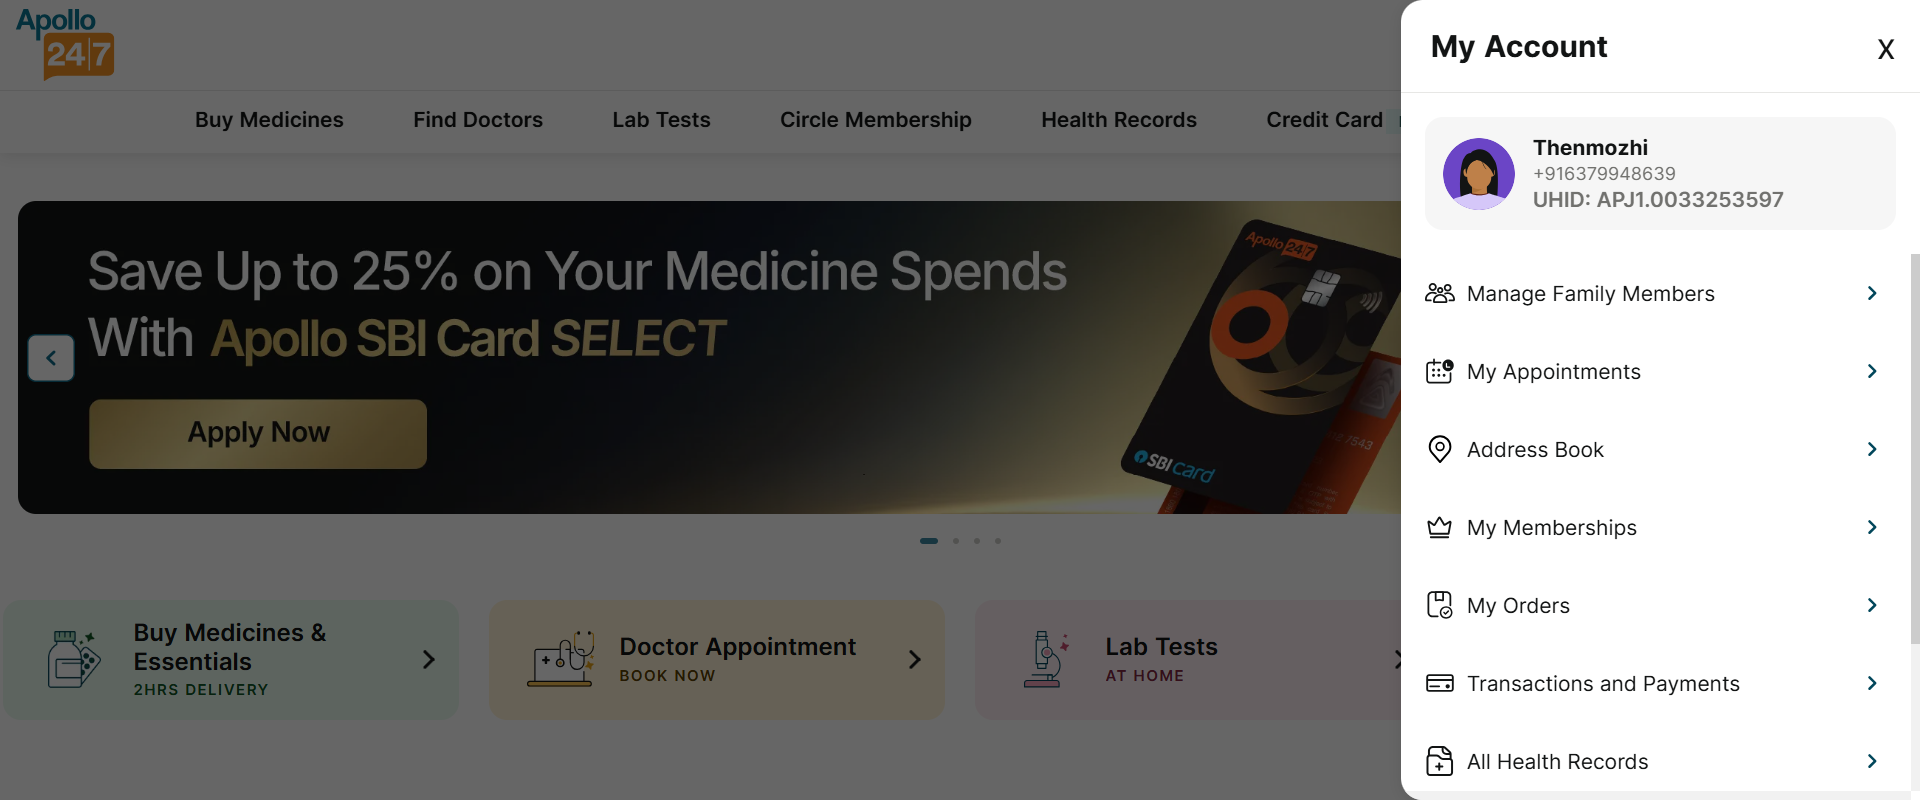 Apollo
24|7
Buy Medicines
Find Doctors
Lab Tests
Circle Membership
Health Records
Credit Card
Save Up to 25% on Your Medicine Spends
With Apollo SBI Card SELECT
Apply Now
Apollo 24|7
SBI card
7543
Buy Medicines &
Essentials
2HRS DELIVERY
Doctor Appointment
BOOK NOW
Lab Tests
AT HOME
My Account
X
Thenmozhi
+916379948639
UHID: APJ1.0033253597
Manage Family Members
My Appointments
Address Book
My Memberships
My Orders
Transactions and Payments
All Health Records